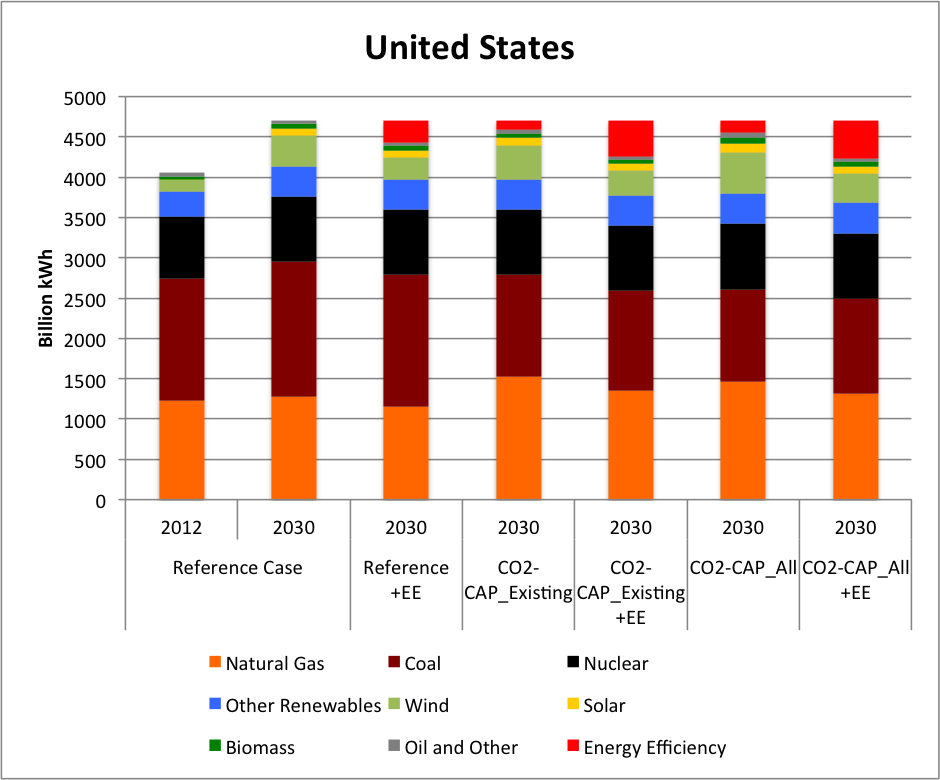 United States
Billion kWh
5000
4500
4000
3500
3000
2500
2000
1500
1000
500
0
2012 2030 2030 2030 2030 2030 2030
Reference Case Reference CO2- CO2- CO2-CAP_All CO2-CAP_All
+EE CAP_Existing CAP_Existing +EE
+EE
Natural Gas Coal Nuclear
Other Renewables Wind Solar
Biomass Oil and Other Energy Efficiency